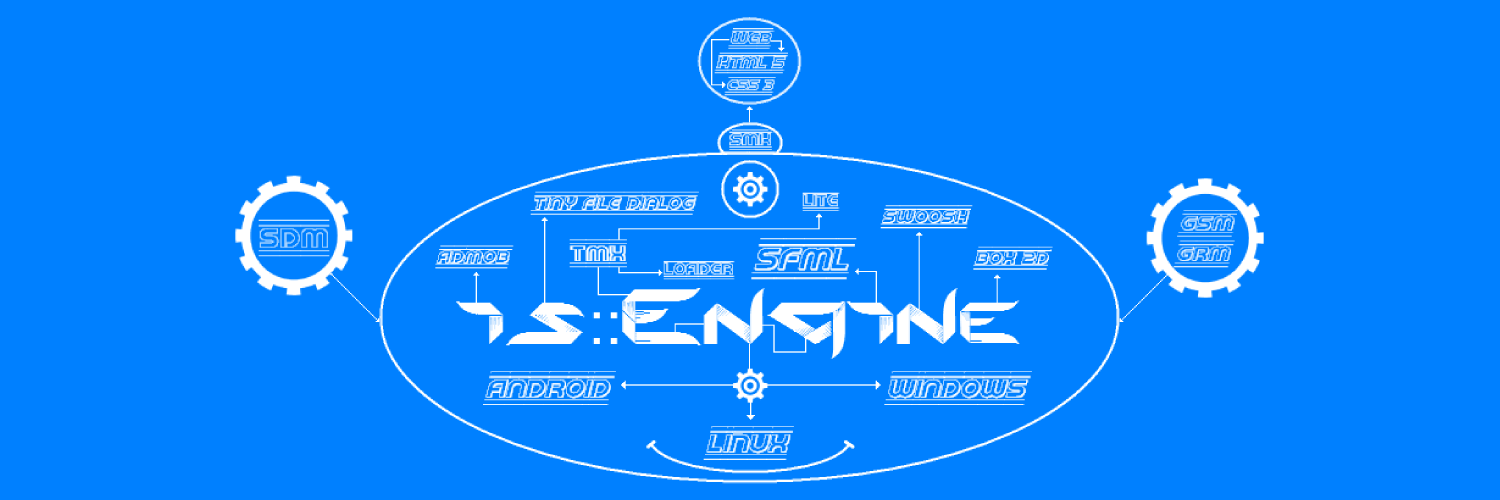 WEB
HTML 5
CSS 3
SMK
TINY FILE DIALOG
LITE
SWOOSH
SDM
GSM
GRM
ADMOB
TMX
LOADER
SFML
BOX 2D
is::Engine
ANDROID
WINDOWS
LINUX